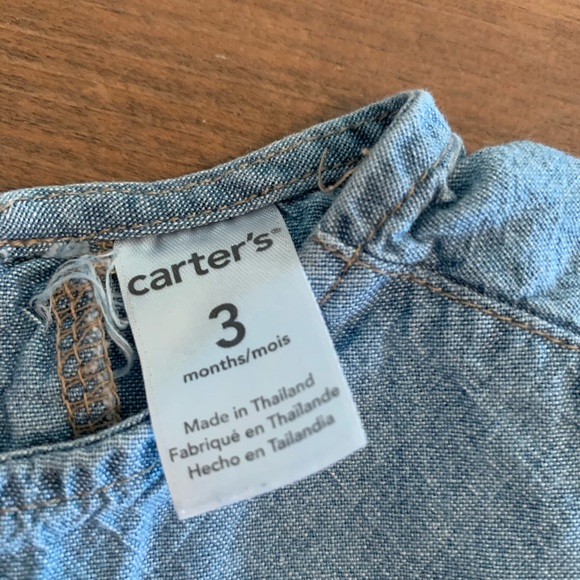 carter's®
3
months/mois
Made in Thailand
Fabriqué en Thaïlande
Hecho en Tailandia